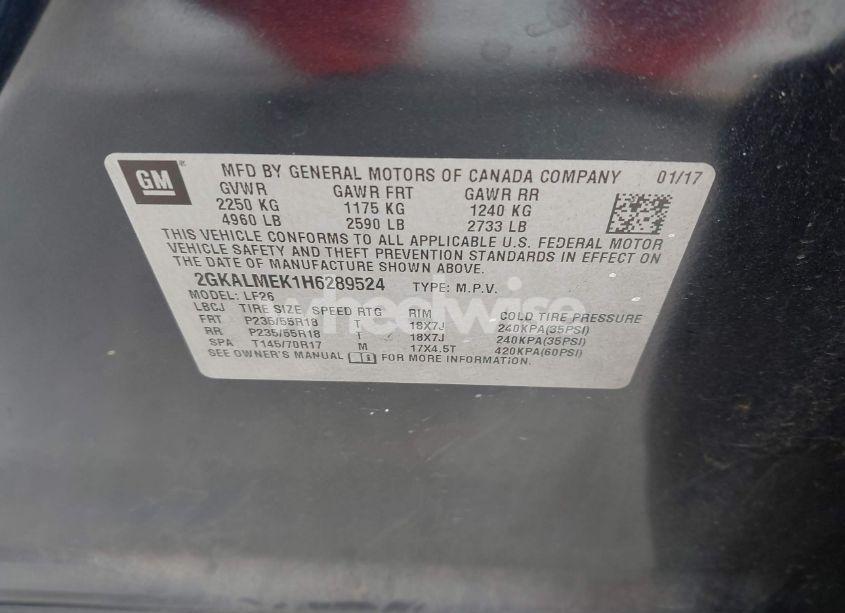 GM
MFD BY GENERAL MOTORS OF CANADA COMPANY 01/17
GVWR GAWR FRT GAWR RR
2250 KG 1175 KG 1240 KG
4960 LB 2590 LB 2733 LB
THIS VEHICLE CONFORMS TO ALL APPLICABLE U.S. FEDERAL MOTOR
VEHICLE SAFETY AND THEFT PREVENTION STANDARDS IN EFFECT ON
THE DATE OF MANUFACTURE SHOWN ABOVE.
2GKALMEK1H6289524 TYPE: M.P.V.
MODEL: LF26
LBCJ TIRE SIZE SPEED RTG RIM COLD TIRE PRESSURE
FRT P235/55R18 T 18X7J 240KPA(35PSI)
RR P235/55R18 T 18X7J 240KPA(35PSI)
SPA T145/70R17 M 17X4.5T 420KPA(60PSI)
SEE OWNER'S MANUAL FOR MORE INFORMATION.
wheelwise